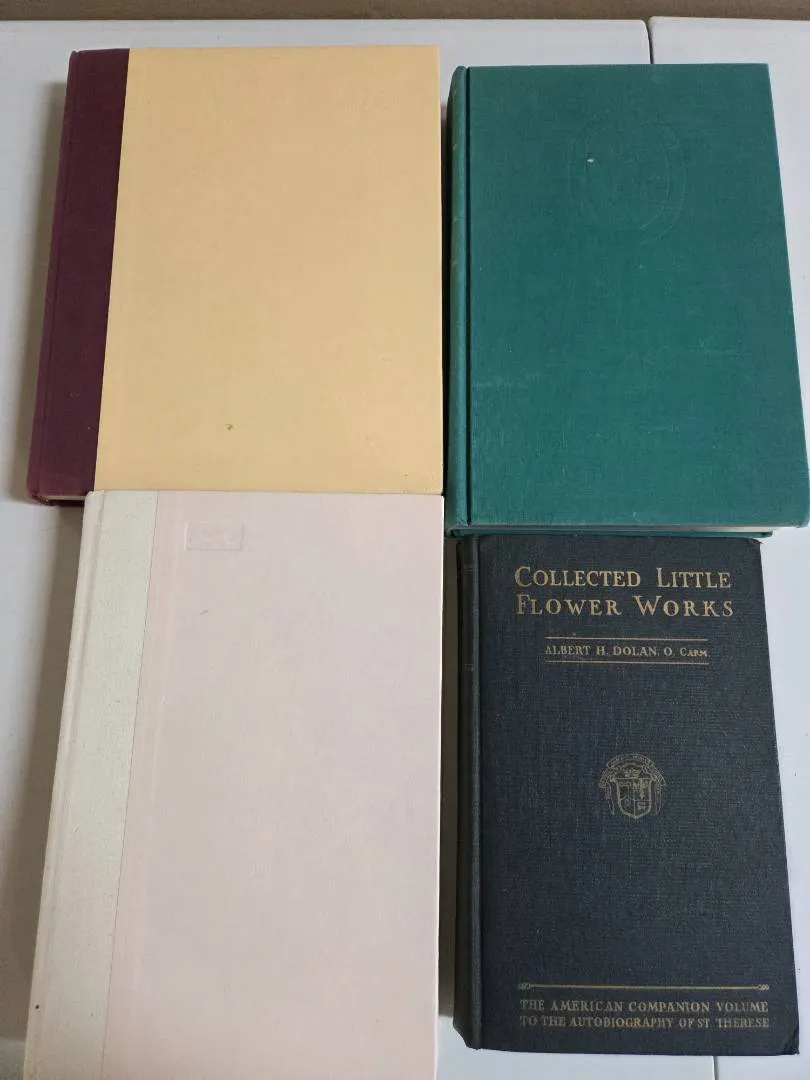 COLLECTED LITTLE
FLOWER WORKS
ALBERT H. DOLAN, O. CARM.
THE AMERICAN COMPANION VOLUME
TO THE AUTOBIOGRAPHY OF ST. THERESE